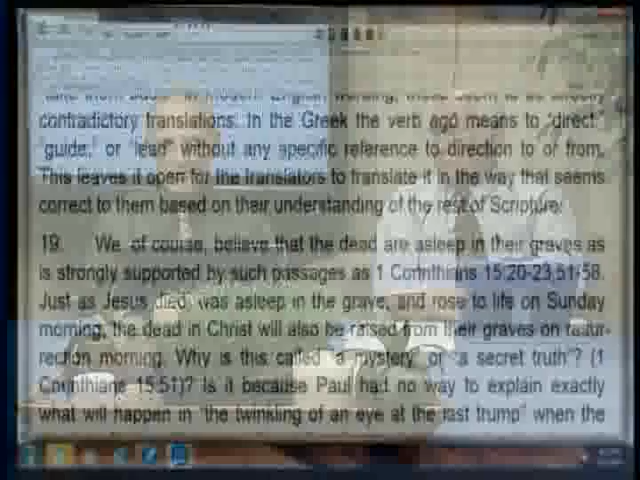 contradictory translations. In the Greek the verb ago means to "direct,"
"guide," or "lead" without any specific reference to direction to or from.
This leaves it open for the translators to translate it in the way that seems
correct to them based on their understanding of the rest of Scripture.
19. We, of course, believe that the dead are asleep in their graves as
is strongly supported by such passages as 1 Corinthians 15:20-23,51-58.
Just as Jesus died, was asleep in the grave, and rose to life on Sunday
morning, the dead in Christ will also be raised from their graves on resur-
rection morning. Why is this called "a mystery" or "a secret truth"? (1
Corinthians 15:51)? Is it because Paul had no way to explain exactly
what will happen in "the twinkling of an eye at the last trump" when the